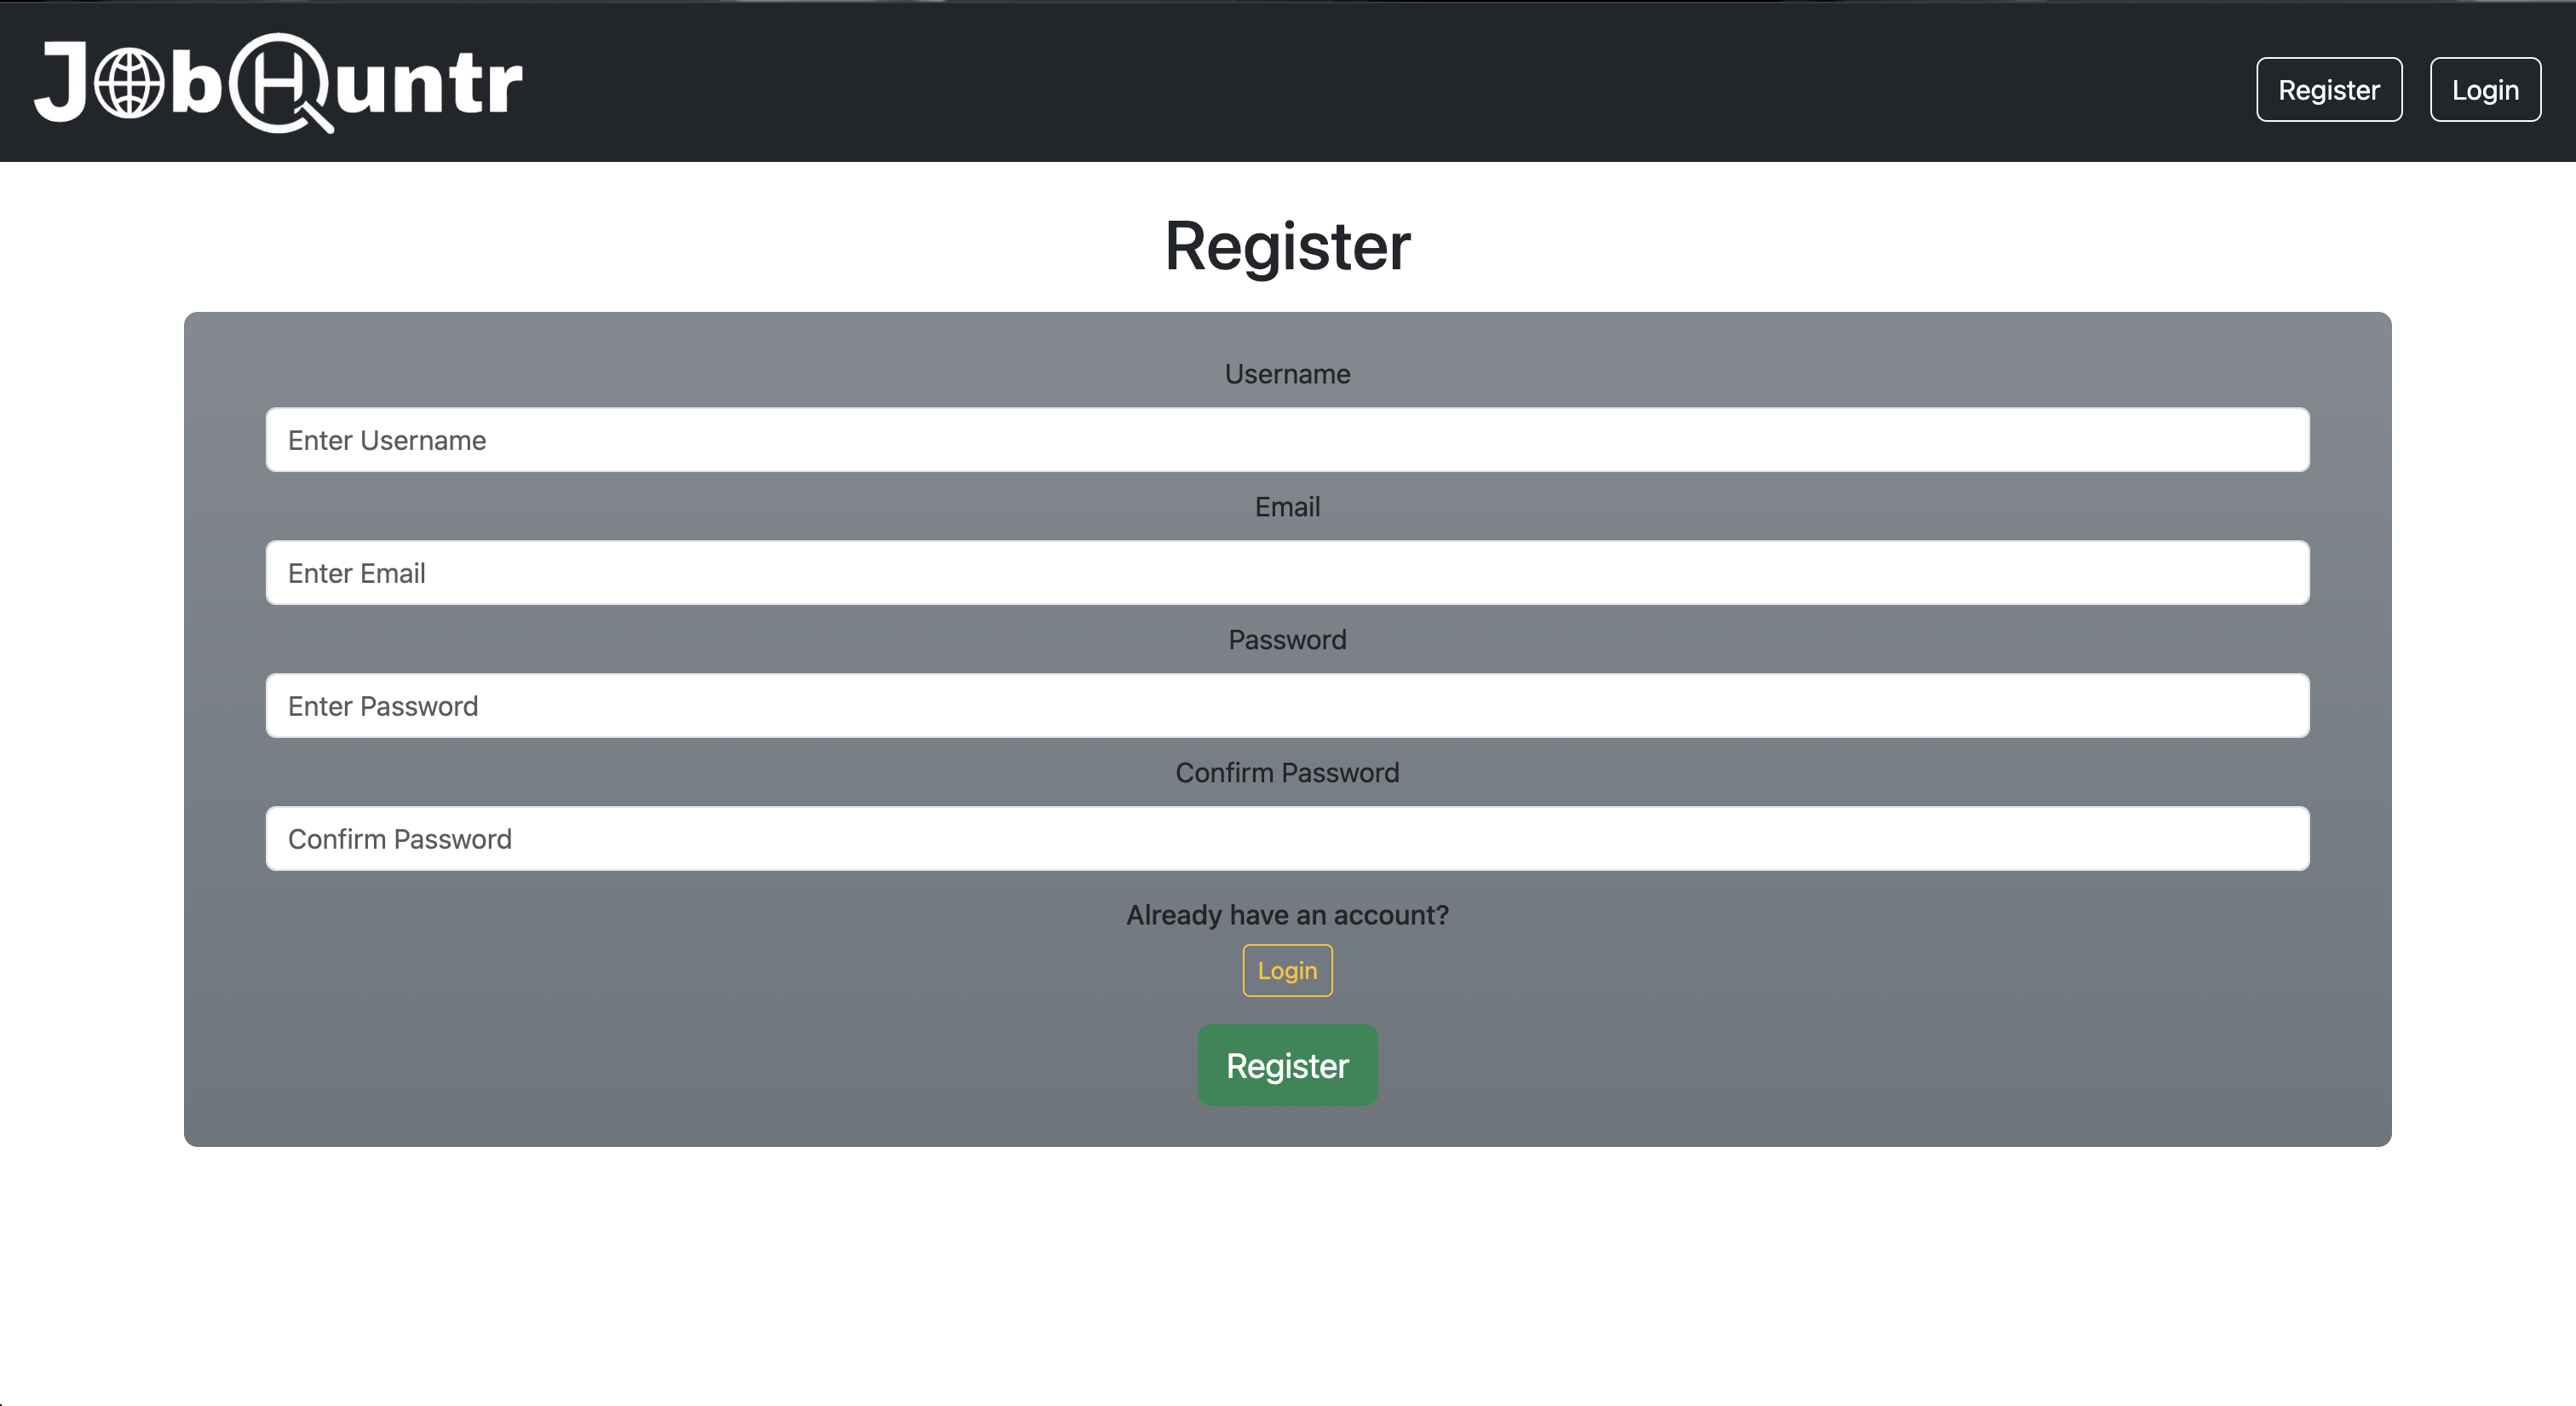 JobHuntr
Register
Login
Register
Username
Enter Username
Email
Enter Email
Password
Enter Password
Confirm Password
Confirm Password
Already have an account?
Login
Register